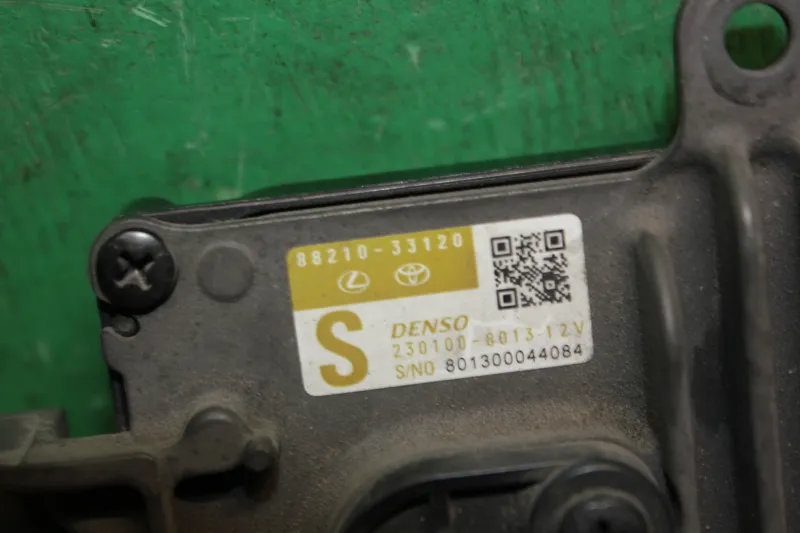 88210-33120
S
DENSO
230100-8013 12V
S/NO 801300044084